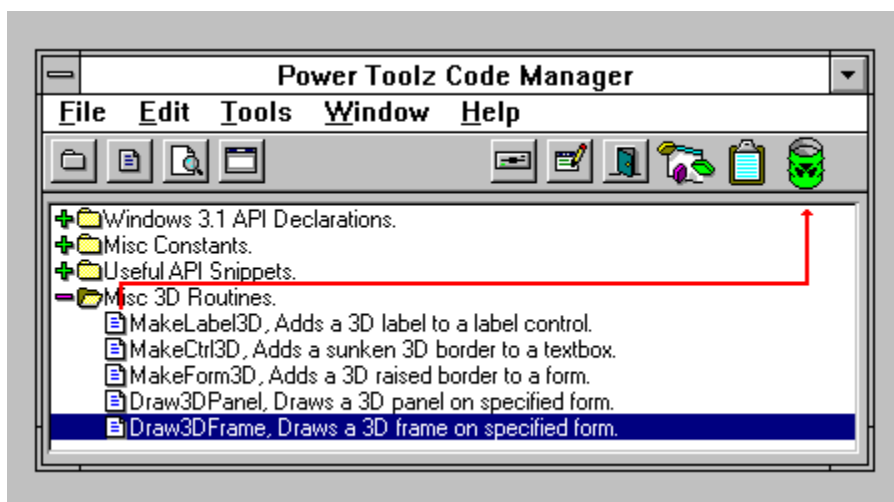 Power Toolz Code Manager
File Edit Tools Window Help
Windows 3.1 API Declarations.
Misc Constants.
Useful API Snippets.
Misc 3D Routines.
MakeLabel3D, Adds a 3D label to a label control.
MakeCtrl3D, Adds a sunken 3D border to a textbox.
MakeForm3D, Adds a 3D raised border to a form.
Draw3DPanel, Draws a 3D panel on specified form.
Draw3DFrame, Draws a 3D frame on specified form.